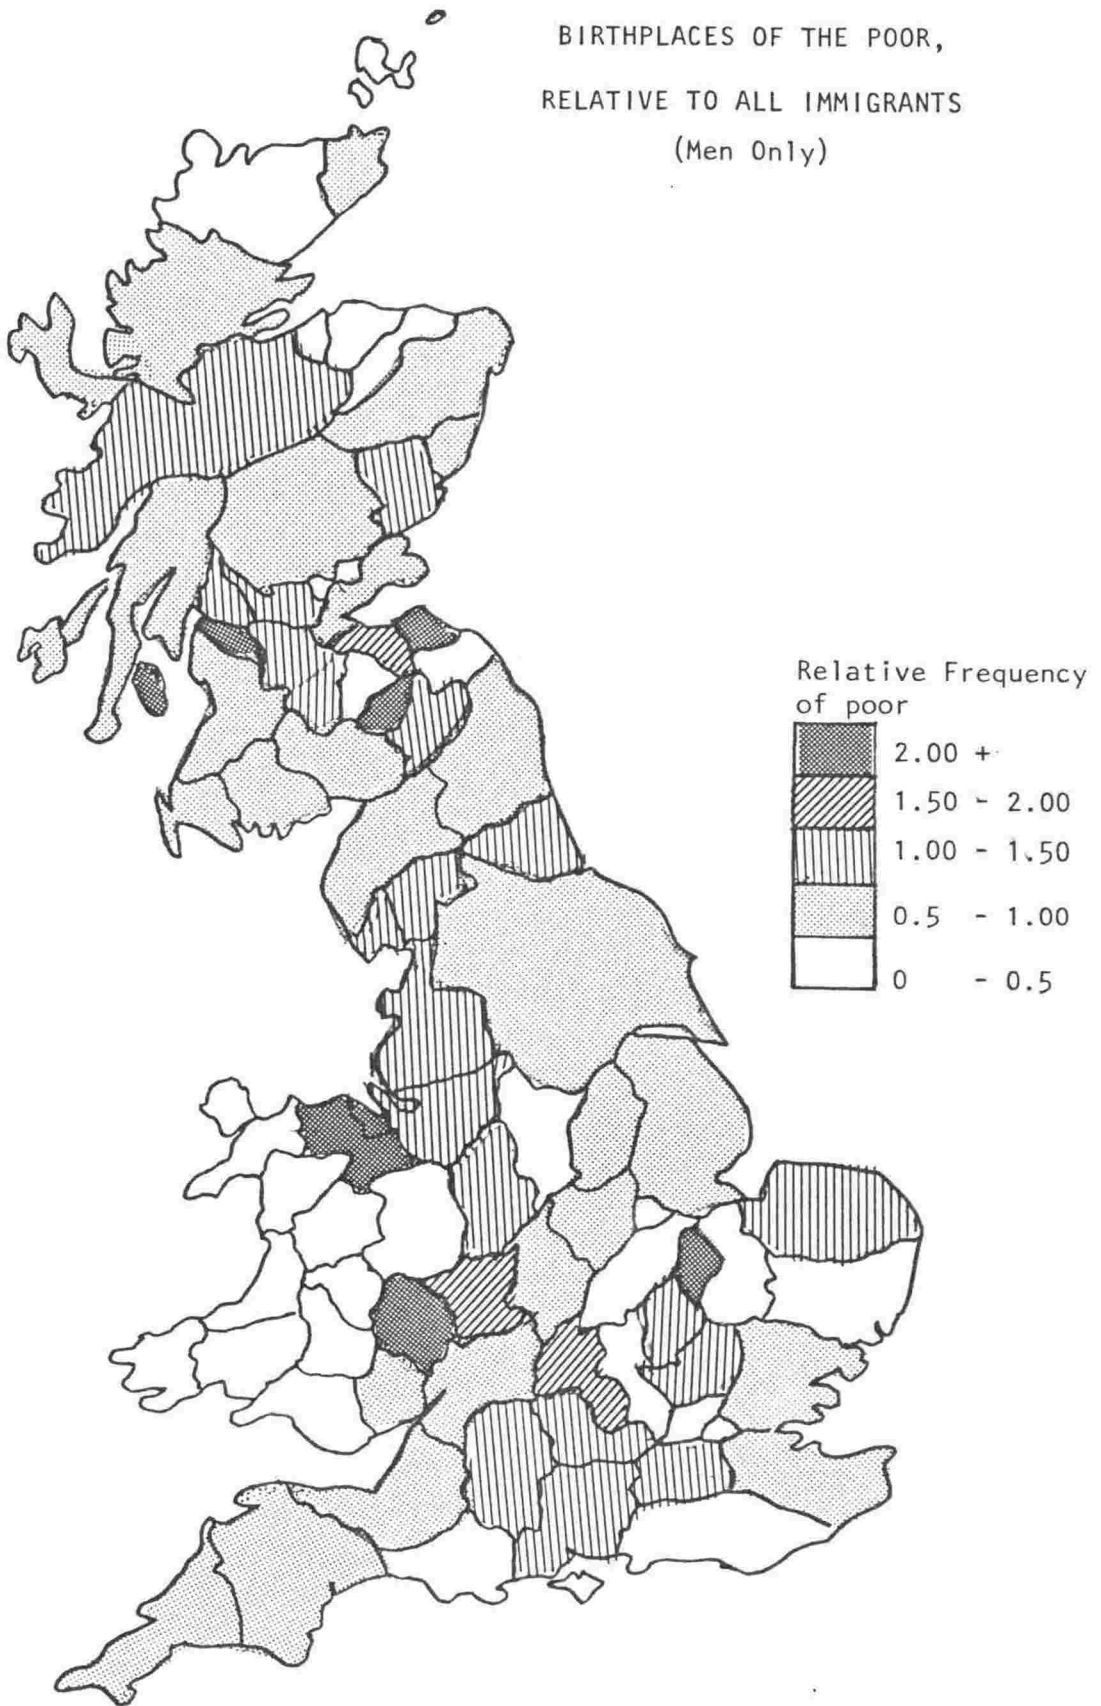 BIRTHPLACES OF THE POOR,
RELATIVE TO ALL IMMIGRANTS
(Men Only)
Relative Frequency
of poor
2.00 +
1.50 - 2.00
1.00 - 1.50
0.5 - 1.00
0 - 0.5